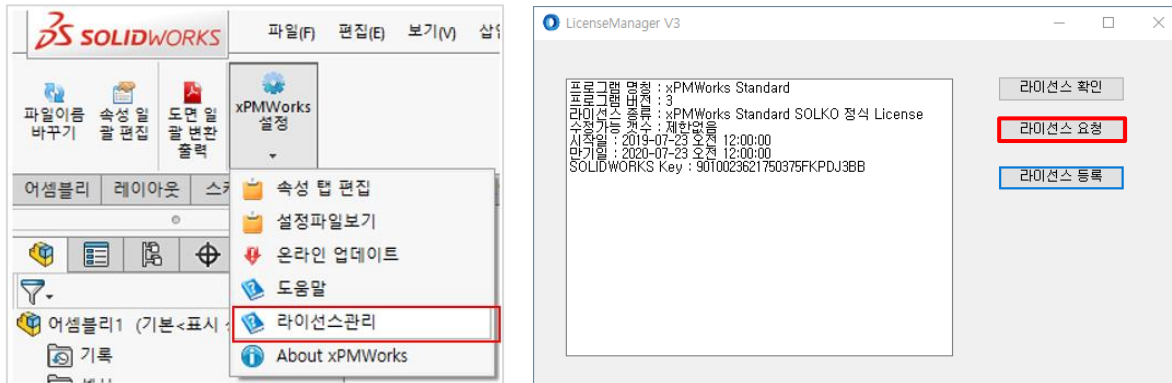 SOLIDWORKS
파일(F) 편집(E) 보기(V)
파일이름
바꾸기
속성 일
괄 편집
도면 일
괄 변환
출력
xPMWorks
설정
어셈블리 레이아웃
속성 탭 편집
설정파일보기
온라인 업데이트
도움말
라이선스관리
About xPMWorks
어셈블리1 (기본<표시
기록
LicenseManager V3
프로그램 명칭 : xPMWorks Standard
프로그램 버전 : 3
라이선스 종류 : xPMWorks Standard SOLKO 정식 License
수정가능 갯수 : 제한없음
시작일 : 2019-07-23 오전 12:00:00
만기일 : 2020-07-23 오전 12:00:00
SOLIDWORKS Key : 9010023621750375FKPDJ3BB
라이선스 확인
라이선스 요청
라이선스 등록